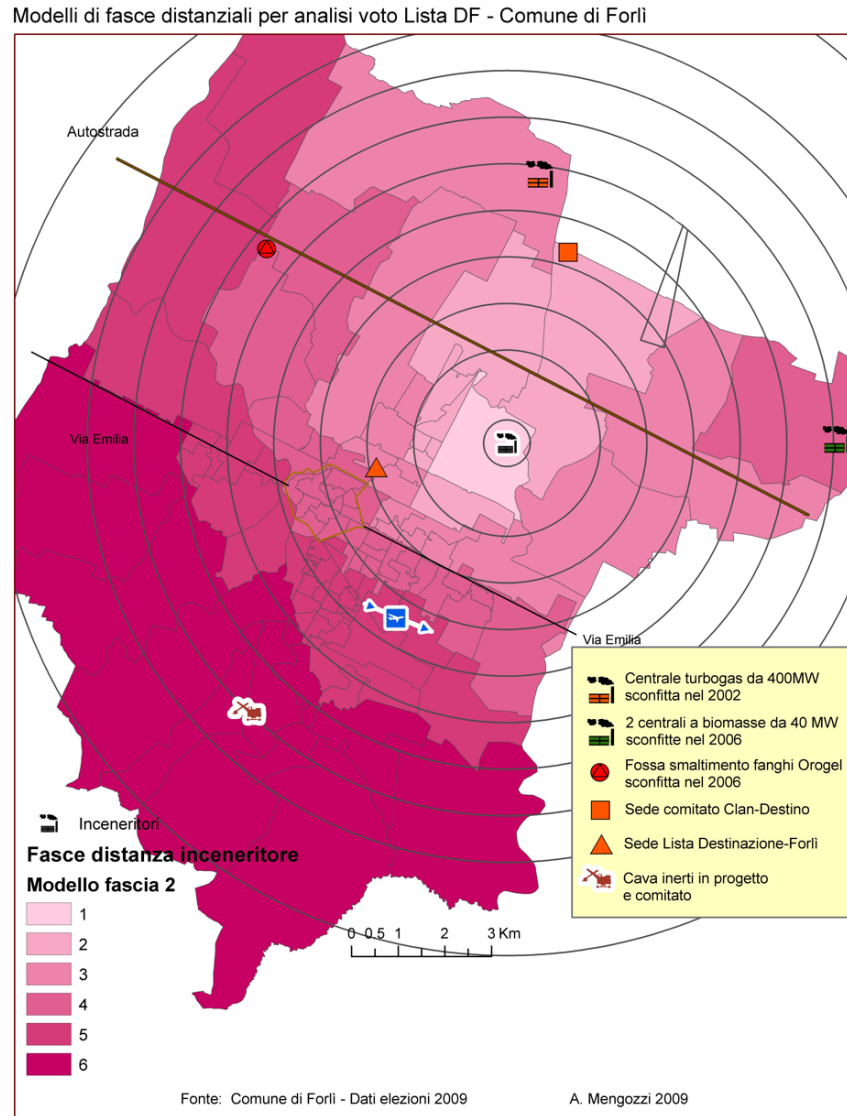 Modelli di fasce distanziali per analisi voto Lista DF - Comune di Forlì
Autostrada
Via Emilia
Via Emilia
Centrale turbogas da 400MW
sconfitta nel 2002
2 centrali a biomasse da 40 MW
sconfitte nel 2006
Fossa smaltimento fanghi Orogel
sconfitta nel 2006
Sede comitato Clan-Destino
Sede Lista Destinazione-Forlì
Cava inerti in progetto
e comitato
Inceneritori
Fasce distanza inceneritore
Modello fascia 2
1
2
3
4
5
6
0 0.5 1 2 3 Km
Fonte: Comune di Forlì - Dati elezioni 2009 A. Mengozzi 2009